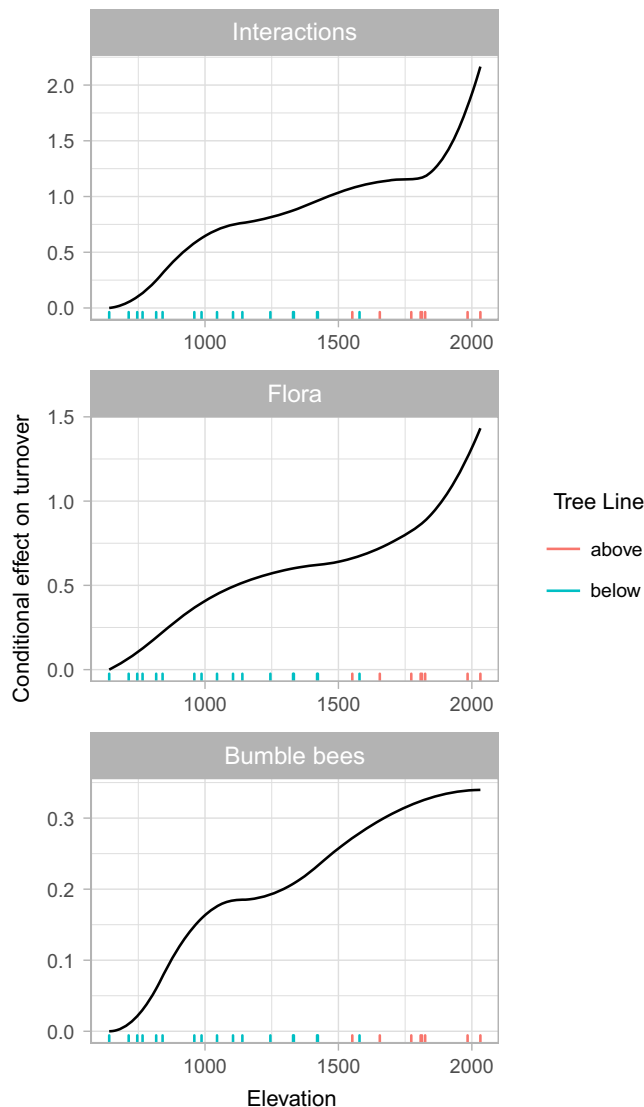 Interactions
2.0
1.5
1.0
0.5
0.0
1000 1500 2000
Flora
1.5
1.0
0.5
0.0
1000 1500 2000
Bumble bees
0.3
0.2
0.1
0.0
1000 1500 2000
Elevation
Conditional effect on turnover
Tree Line
above
below